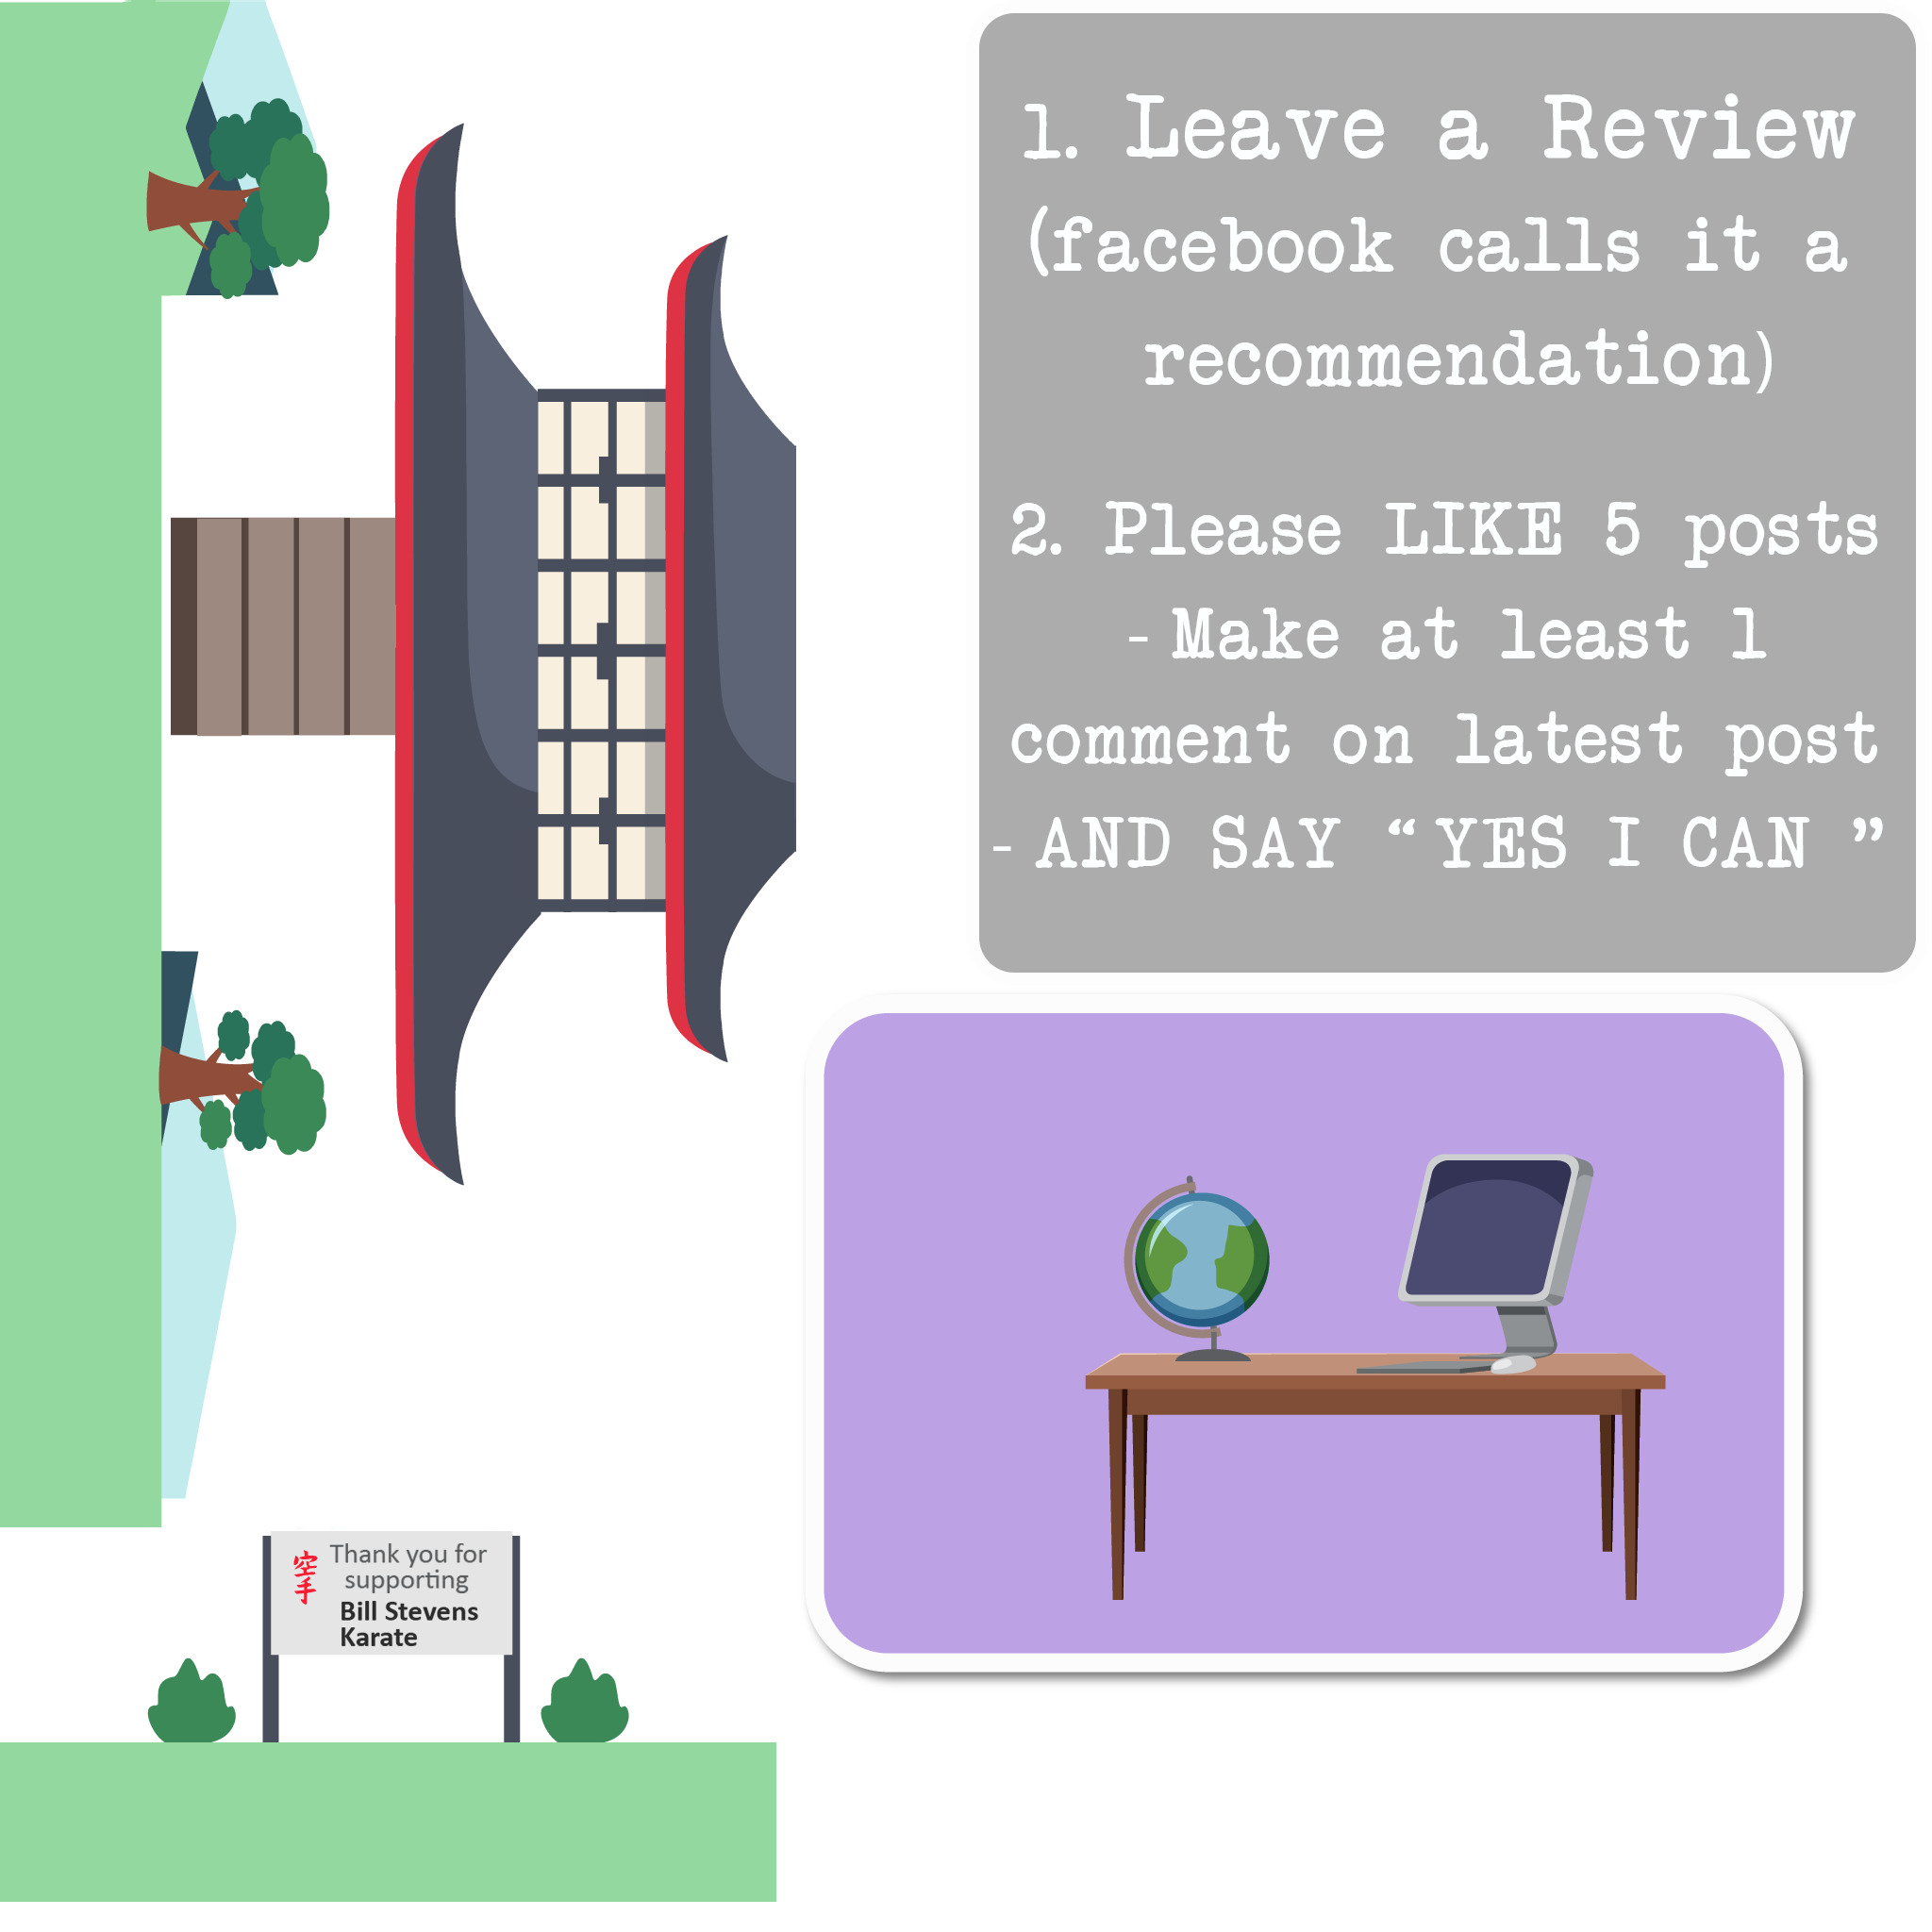 1. Leave a Review
(facebook calls it a
recommendation)
2. Please LIKE 5 posts
- Make at least 1
comment on latest post
- AND SAY “YES I CAN ”
空手
Thank you for
supporting
Bill Stevens
Karate